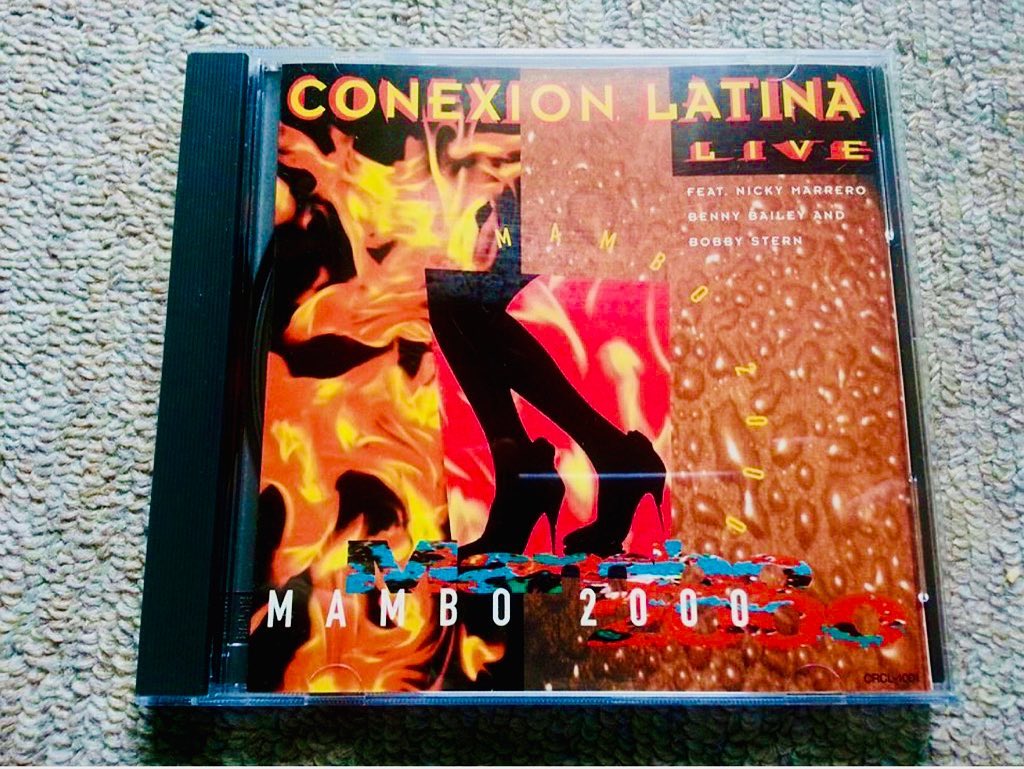 CONEXION LATINA
LIVE
FEAT. NICKY MARRERO
BENNY BAILEY AND
BOBBY STERN
MAMBO 2000
MAMBO 2000